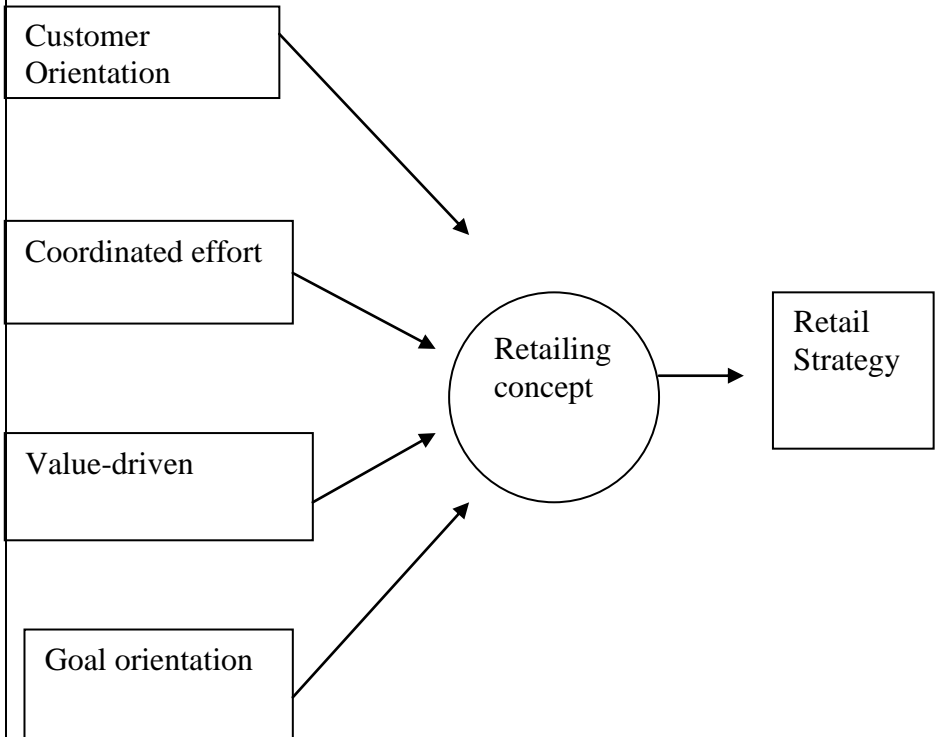 Customer
Orientation
Coordinated effort
Retailing
concept
Retail
Strategy
Value-driven
Goal orientation